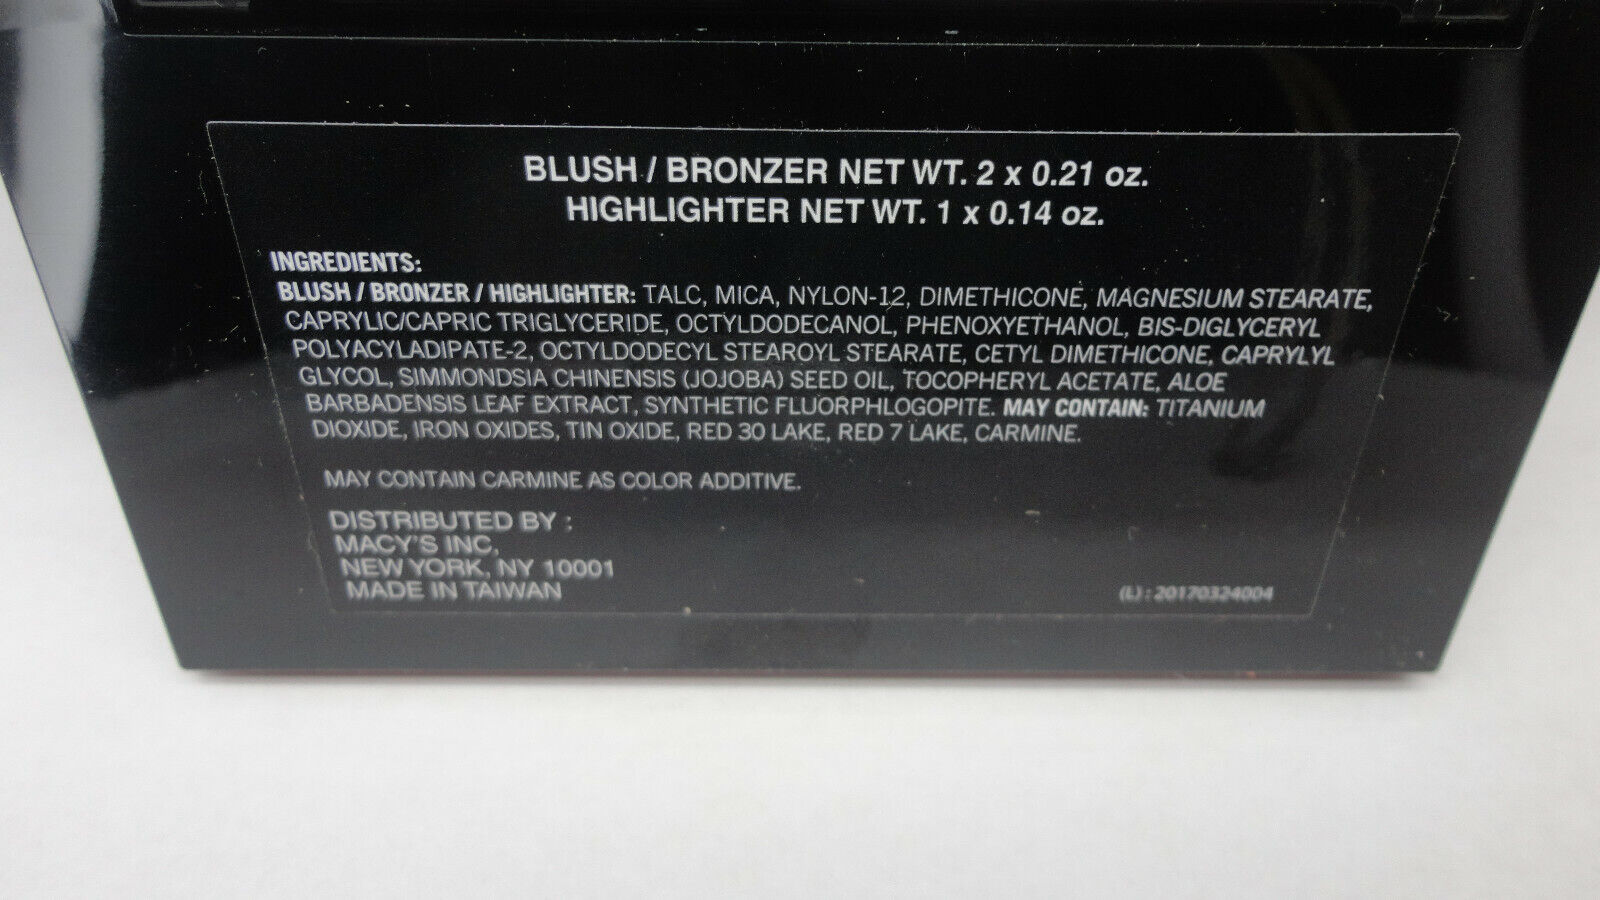 BLUSH / BRONZER NET WT. 2 x 0.21 oz.
HIGHLIGHTER NET WT. 1 x 0.14 oz.
INGREDIENTS:
BLUSH / BRONZER / HIGHLIGHTER: TALC, MICA, NYLON-12, DIMETHICONE, MAGNESIUM STEARATE,
CAPRYLIC/CAPRIC TRIGLYCERIDE, OCTYLDODECANOL, PHENOXYETHANOL, BIS-DIGLYCERYL
POLYACYLADIPATE-2, OCTYLDODECYL STEAROYL STEARATE, CETYL DIMETHICONE, CAPRYLYL
GLYCOL, SIMMONDSIA CHINENSIS (JOJOBA) SEED OIL, TOCOPHERYL ACETATE, ALOE
BARBADENSIS LEAF EXTRACT, SYNTHETIC FLUORPHLOGOPITE. MAY CONTAIN: TITANIUM
DIOXIDE, IRON OXIDES, TIN OXIDE, RED 30 LAKE, RED 7 LAKE, CARMINE.
MAY CONTAIN CARMINE AS COLOR ADDITIVE.
DISTRIBUTED BY :
MACY'S INC,
NEW YORK, NY 10001
MADE IN TAIWAN
(L) : 20170324004